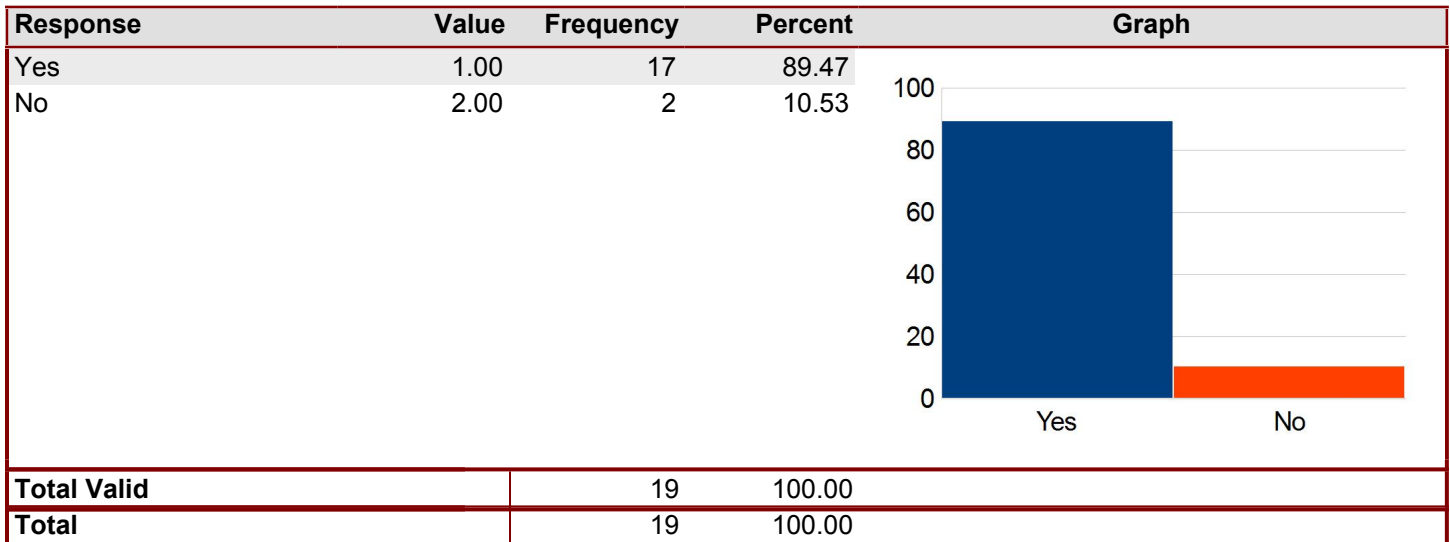 Response Value Frequency Percent Graph
Yes 1.00 17 89.47
No 2.00 2 10.53
100
80
60
40
20
0
Yes No
Total Valid 19 100.00
Total 19 100.00